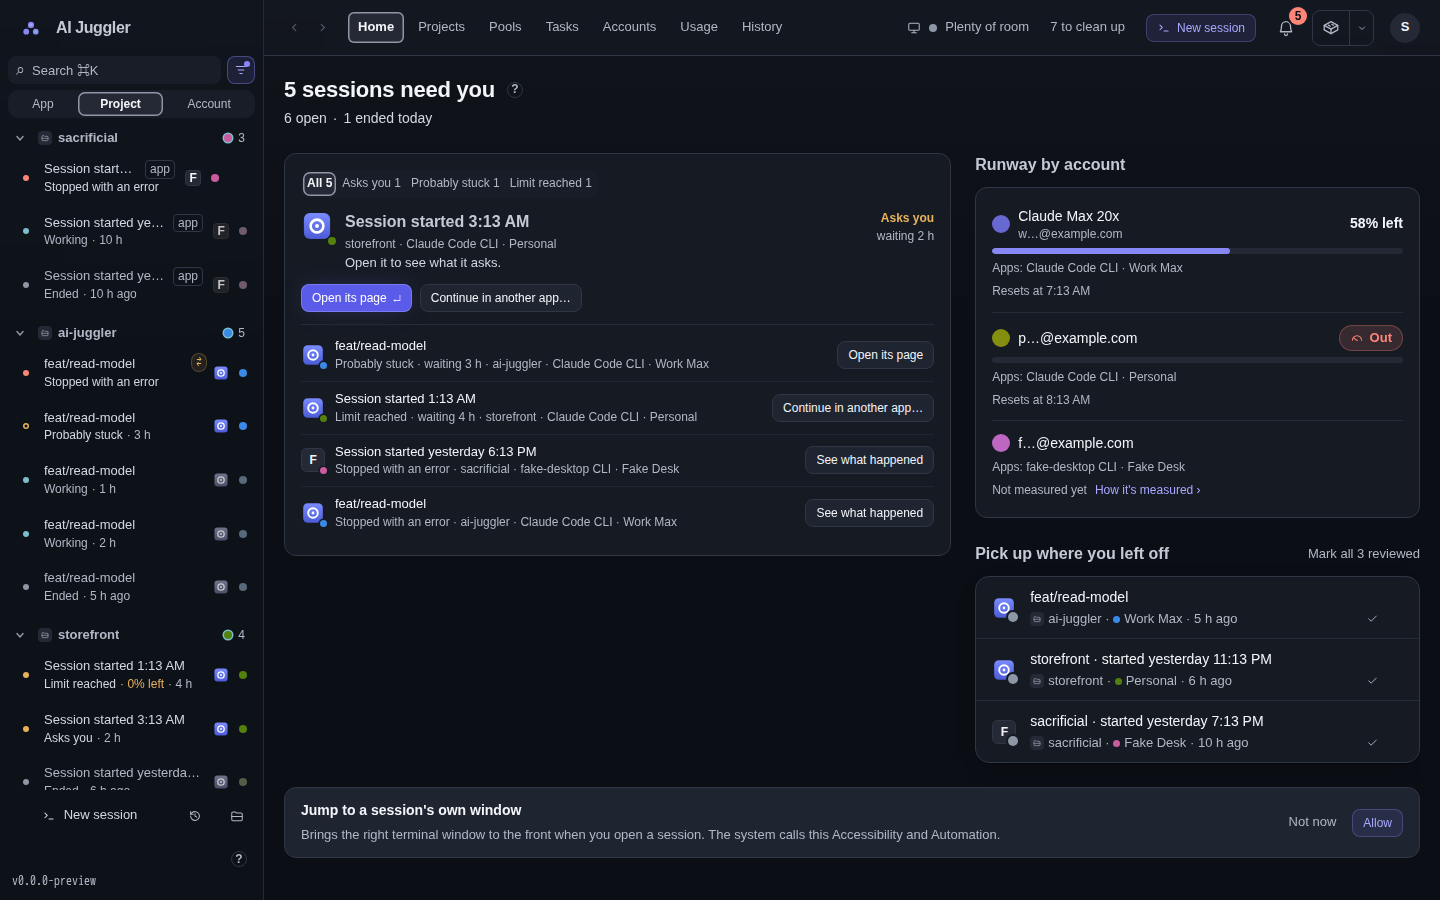 AI Juggler
Search ⌘K
App Project Account
sacrificial 3
Session start… app F
Stopped with an error
Session started ye… app F
Working · 10 h
Session started ye… app F
Ended · 10 h ago
ai-juggler 5
feat/read-model
Stopped with an error
feat/read-model
Probably stuck · 3 h
feat/read-model
Working · 1 h
feat/read-model
Working · 2 h
feat/read-model
Ended · 5 h ago
storefront 4
Session started 1:13 AM
Limit reached · 0% left · 4 h
Session started 3:13 AM
Asks you · 2 h
Session started yesterda…
Ended · 6 h ago
New session
?
v0.0.0-preview
Home Projects Pools Tasks Accounts Usage History
Plenty of room 7 to clean up New session 5 S
5 sessions need you ?
6 open · 1 ended today
All 5 Asks you 1 Probably stuck 1 Limit reached 1
Session started 3:13 AM Asks you
storefront · Claude Code CLI · Personal waiting 2 h
Open it to see what it asks.
Open its page ↵ Continue in another app…
feat/read-model
Probably stuck · waiting 3 h · ai-juggler · Claude Code CLI · Work Max
Open its page
Session started 1:13 AM
Limit reached · waiting 4 h · storefront · Claude Code CLI · Personal
Continue in another app…
F
Session started yesterday 6:13 PM
Stopped with an error · sacrificial · fake-desktop CLI · Fake Desk
See what happened
feat/read-model
Stopped with an error · ai-juggler · Claude Code CLI · Work Max
See what happened
Runway by account
Claude Max 20x
w…@example.com
58% left
Apps: Claude Code CLI · Work Max
Resets at 7:13 AM
p…@example.com Out
Apps: Claude Code CLI · Personal
Resets at 8:13 AM
f…@example.com
Apps: fake-desktop CLI · Fake Desk
Not measured yet How it's measured ›
Pick up where you left off Mark all 3 reviewed
feat/read-model
ai-juggler · Work Max · 5 h ago
storefront · started yesterday 11:13 PM
storefront · Personal · 6 h ago
F
sacrificial · started yesterday 7:13 PM
sacrificial · Fake Desk · 10 h ago
Jump to a session's own window
Brings the right terminal window to the front when you open a session. The system calls this Accessibility and Automation.
Not now Allow